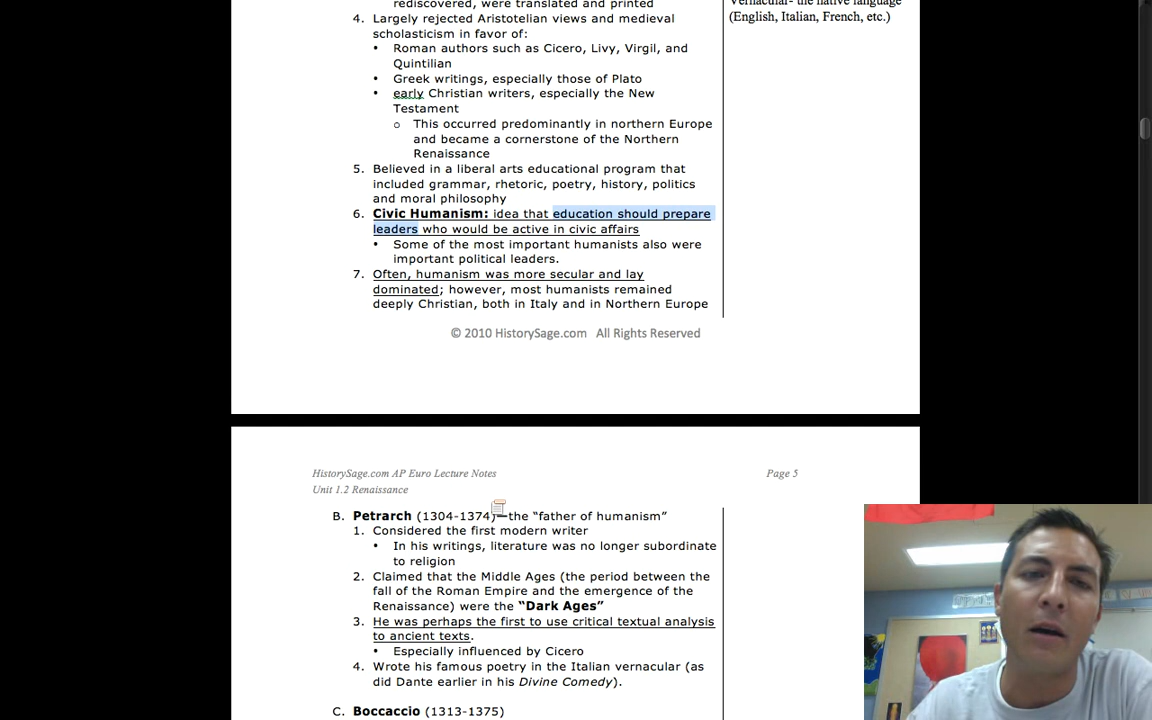 rediscovered, were translated and printed
4. Largely rejected Aristotelian views and medieval
scholasticism in favor of:
• Roman authors such as Cicero, Livy, Virgil, and
Quintilian
• Greek writings, especially those of Plato
• early Christian writers, especially the New
Testament
o This occurred predominantly in northern Europe
and became a cornerstone of the Northern
Renaissance
5. Believed in a liberal arts educational program that
included grammar, rhetoric, poetry, history, politics
and moral philosophy
6. Civic Humanism: idea that education should prepare
leaders who would be active in civic affairs
• Some of the most important humanists also were
important political leaders.
7. Often, humanism was more secular and lay
dominated; however, most humanists remained
deeply Christian, both in Italy and in Northern Europe
Vernacular- the native language
(English, Italian, French, etc.)
© 2010 HistorySage.com All Rights Reserved
HistorySage.com AP Euro Lecture Notes Page 5
Unit 1.2 Renaissance
B. Petrarch (1304-1374)—the “father of humanism”
1. Considered the first modern writer
• In his writings, literature was no longer subordinate
to religion
2. Claimed that the Middle Ages (the period between the
fall of the Roman Empire and the emergence of the
Renaissance) were the “Dark Ages”
3. He was perhaps the first to use critical textual analysis
to ancient texts.
• Especially influenced by Cicero
4. Wrote his famous poetry in the Italian vernacular (as
did Dante earlier in his Divine Comedy).
C. Boccaccio (1313-1375)